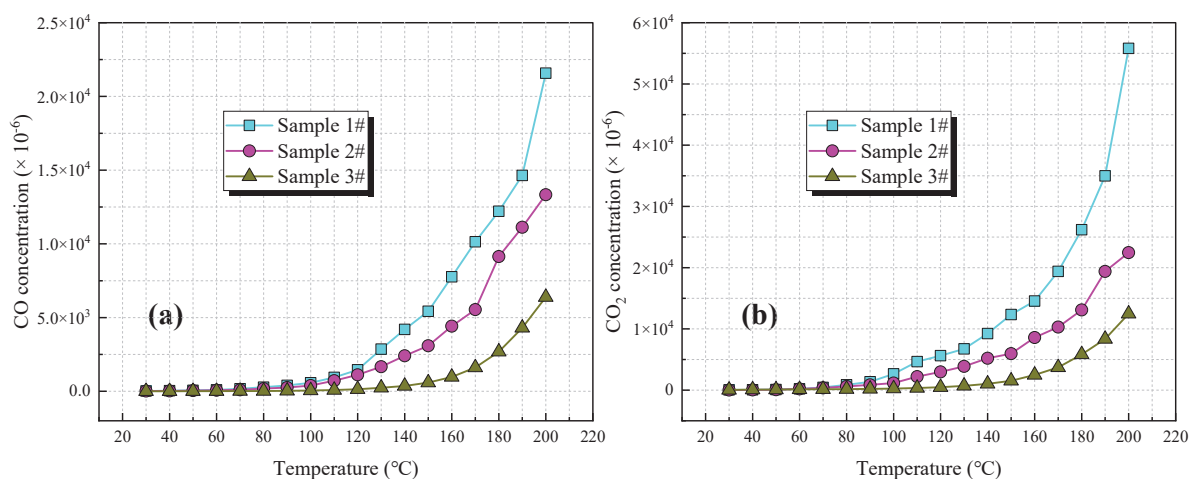 2.5×10⁴
2.0×10⁴
1.5×10⁴
1.0×10⁴
5.0×10³
0.0
CO concentration (× 10⁻⁶)
Sample 1#
Sample 2#
Sample 3#
(a)
20 40 60 80 100 120 140 160 180 200 220
Temperature (℃)
6×10⁴
5×10⁴
4×10⁴
3×10⁴
2×10⁴
1×10⁴
0
CO₂ concentration (× 10⁻⁶)
Sample 1#
Sample 2#
Sample 3#
(b)
20 40 60 80 100 120 140 160 180 200 220
Temperature (℃)